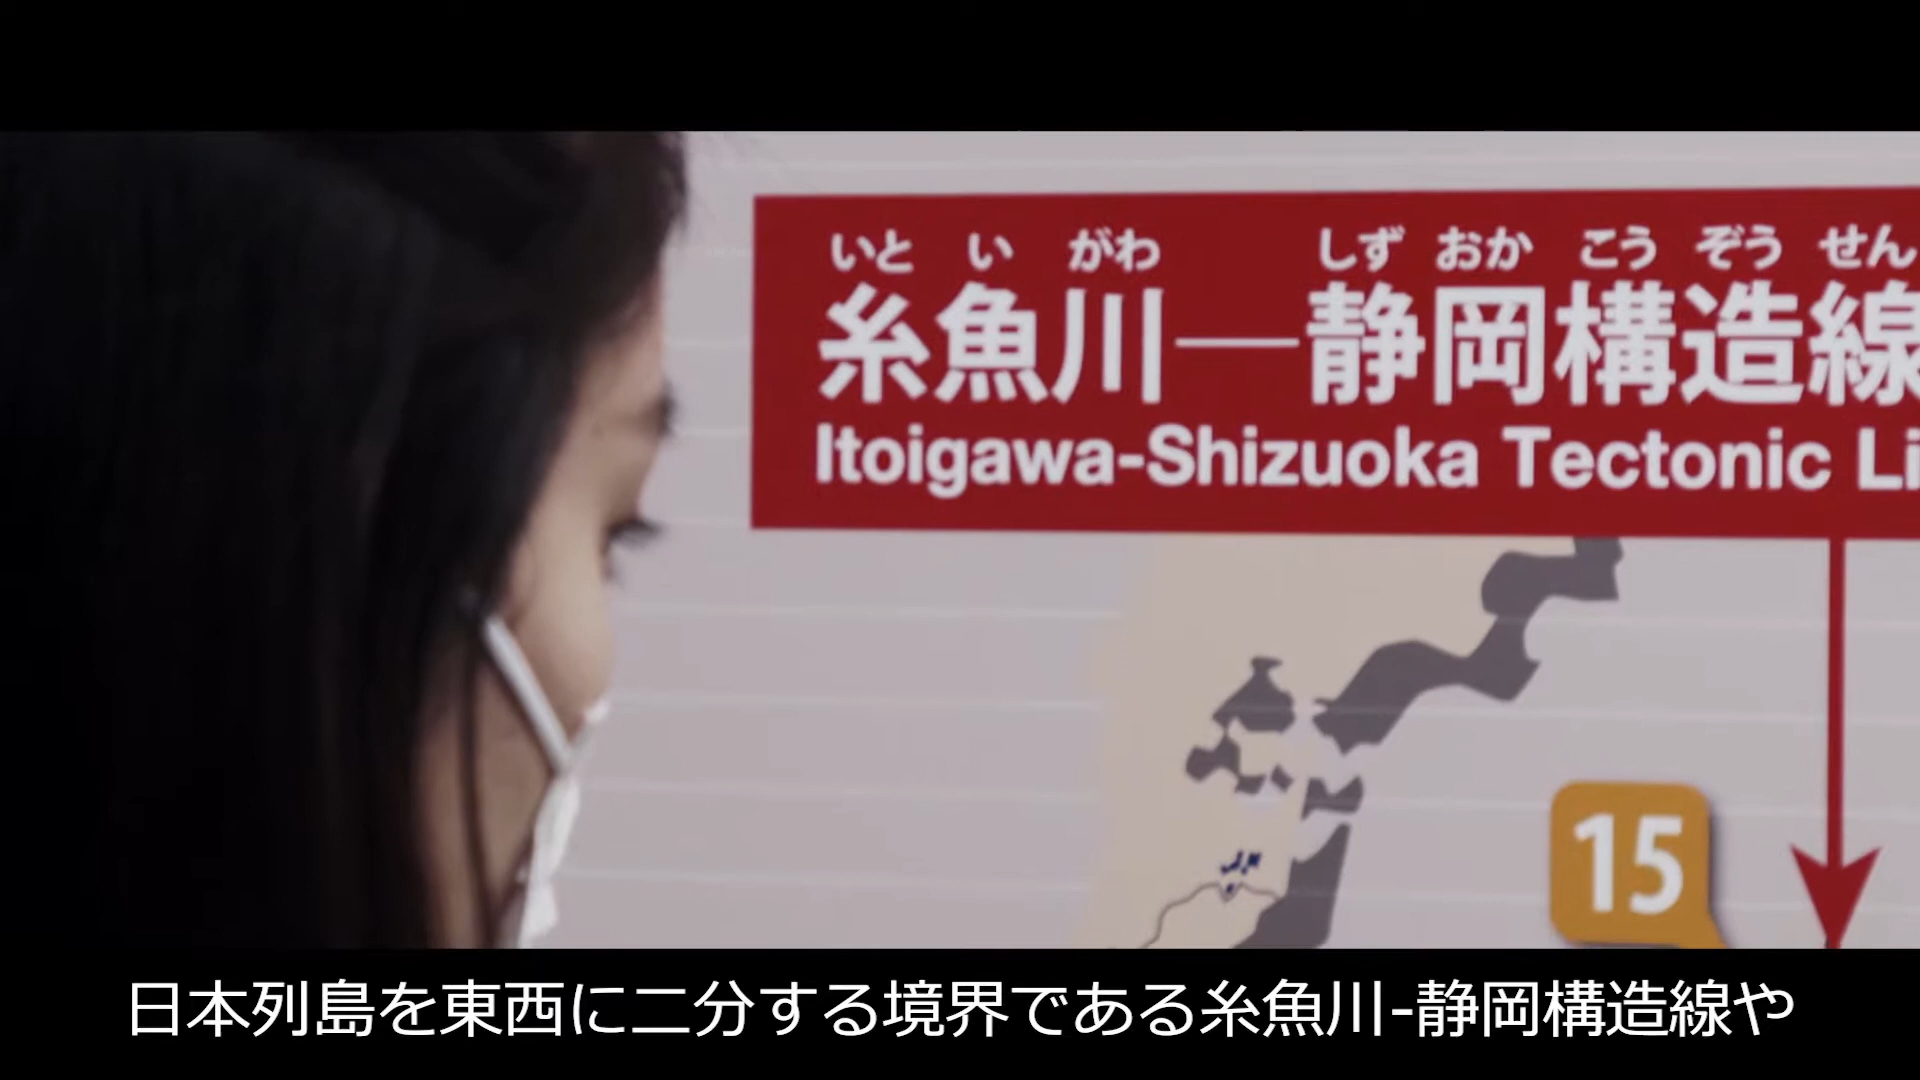 いと い がわ しず おか こう ぞう せん
糸魚川―静岡構造線
Itoigawa-Shizuoka Tectonic Li
15
日本列島を東西に二分する境界である糸魚川-静岡構造線や